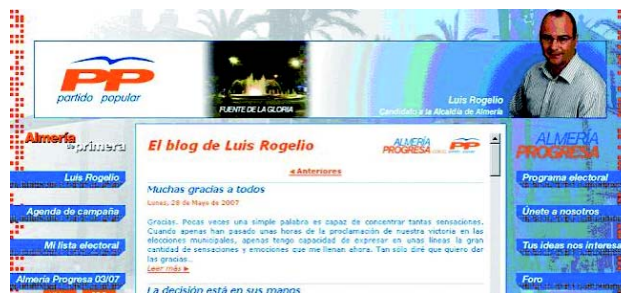 PP
partido popular
FUENTE DE LA GLORIA
Luis Rogelio
Candidato a la Alcaldía de Almería
Almería
de primera
Luis Rogelio
Agenda de campaña
Mi lista electoral
Almería Progresa 03/07
El blog de Luis Rogelio
ALMERÍA
PROGRESA
PP
« Anteriores
Muchas gracias a todos
Lunes, 28 de Mayo de 2007
Gracias. Pocas veces una simple palabra es capaz de concentrar tantas sensaciones.
Cuando apenas han pasado unas horas de la proclamación de nuestra victoria en las
elecciones municipales, apenas tengo capacidad de expresar en unas líneas la gran
cantidad de sensaciones y emociones que me llenan ahora. Tan sólo diré que quiero dar
las gracias...
Leer más
La decisión está en sus manos
ALMERÍA
PROGRESA
Programa electoral
Únete a nosotros
Tus ideas nos interesa
Foro